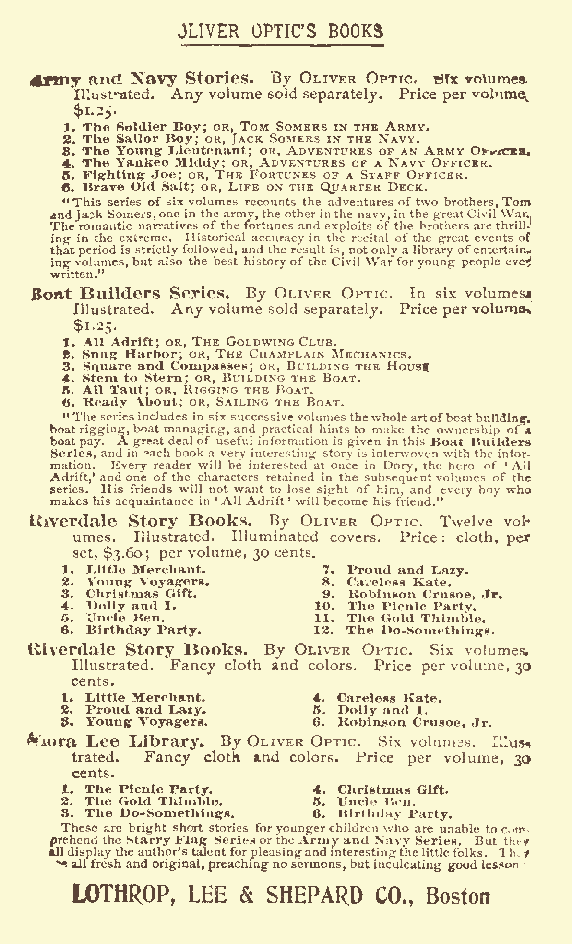 OLIVER OPTIC'S BOOKS
Army and Navy Stories. By OLIVER OPTIC. Six volumes.
Illustrated. Any volume sold separately. Price per volume,
$1.25.
1. The Soldier Boy; OR, TOM SOMERS IN THE ARMY.
2. The Sailor Boy; OR, JACK SOMERS IN THE NAVY.
3. The Young Lieutenant; OR, ADVENTURES OF AN ARMY OFFICER.
4. The Yankee Middy; OR, ADVENTURES OF A NAVY OFFICER.
5. Fighting Joe; OR, THE FORTUNES OF A STAFF OFFICER.
6. Brave Old Salt; OR, LIFE ON THE QUARTER DECK.
"This series of six volumes recounts the adventures of two brothers, Tom
and Jack Somers, one in the army, the other in the navy, in the great Civil War.
The romantic narratives of the fortunes and exploits of the brothers are thrill-
ing in the extreme. Historical accuracy in the recital of the great events of
that period is strictly followed, and the result is, not only a library of entertain-
ing volumes, but also the best history of the Civil War for young people ever
written."
Boat Builders Series. By OLIVER OPTIC. In six volumes.
Illustrated. Any volume sold separately. Price per volume,
$1.25.
1. All Adrift; OR, THE GOLDWING CLUB.
2. Snug Harbor; OR, THE CHAMPLAIN MECHANICS.
3. Square and Compasses; OR, BUILDING THE HOUSE
4. Stem to Stern; OR, BUILDING THE BOAT.
5. All Taut; OR, RIGGING THE BOAT.
6. Ready About; OR, SAILING THE BOAT.
"The series includes in six successive volumes the whole art of boat building,
boat rigging, boat managing, and practical hints to make the ownership of a
boat pay. A great deal of useful information is given in this Boat Builders
Series, and in each book a very interesting story is interwoven with the infor-
mation. Every reader will be interested at once in Dory, the hero of 'All
Adrift,' and one of the characters retained in the subsequent volumes of the
series. His friends will not want to lose sight of him, and every boy who
makes his acquaintance in 'All Adrift' will become his friend."
Riverdale Story Books. By OLIVER OPTIC. Twelve vol-
umes. Illustrated. Illuminated covers. Price: cloth, per
set, $3.60; per volume, 30 cents.
1. Little Merchant. 7. Proud and Lazy.
2. Young Voyagers. 8. Careless Kate.
3. Christmas Gift. 9. Robinson Crusoe, Jr.
4. Dolly and I. 10. The Picnic Party.
5. Uncle Ben. 11. The Gold Thimble.
6. Birthday Party. 12. The Do-Somethings.
Riverdale Story Books. By OLIVER OPTIC. Six volumes.
Illustrated. Fancy cloth and colors. Price per volume, 30
cents.
1. Little Merchant. 4. Careless Kate.
2. Proud and Lazy. 5. Dolly and I.
3. Young Voyagers. 6. Robinson Crusoe, Jr.
Flora Lee Library. By OLIVER OPTIC. Six volumes. Illus-
trated. Fancy cloth and colors. Price per volume, 30
cents.
1. The Picnic Party. 4. Christmas Gift.
2. The Gold Thimble. 5. Uncle Ben.
3. The Do-Somethings. 6. Birthday Party.
These are bright short stories for younger children who are unable to com-
prehend the Starry Flag Series or the Army and Navy Series. But they
all display the author's talent for pleasing and interesting the little folks. They
all fresh and original, preaching no sermons, but inculcating good lesson
LOTHROP, LEE & SHEPARD CO., Boston